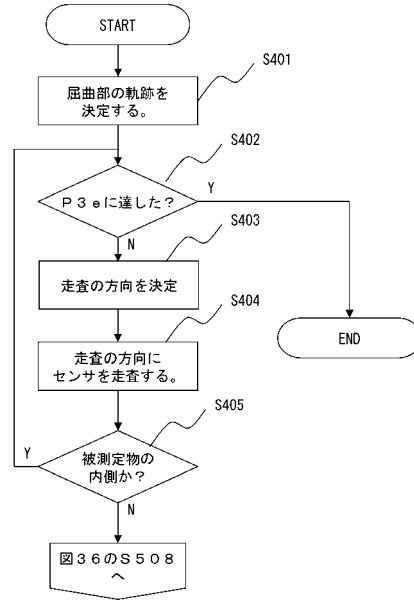 START
S401
屈曲部の軌跡を
決定する。
S402
Ｐ３ｅに達した？
Y
N
S403
走査の方向を決定
S404
走査の方向に
センサを走査する。
END
S405
被測定物の
内側か？
Y
N
図３６のＳ５０８
へ